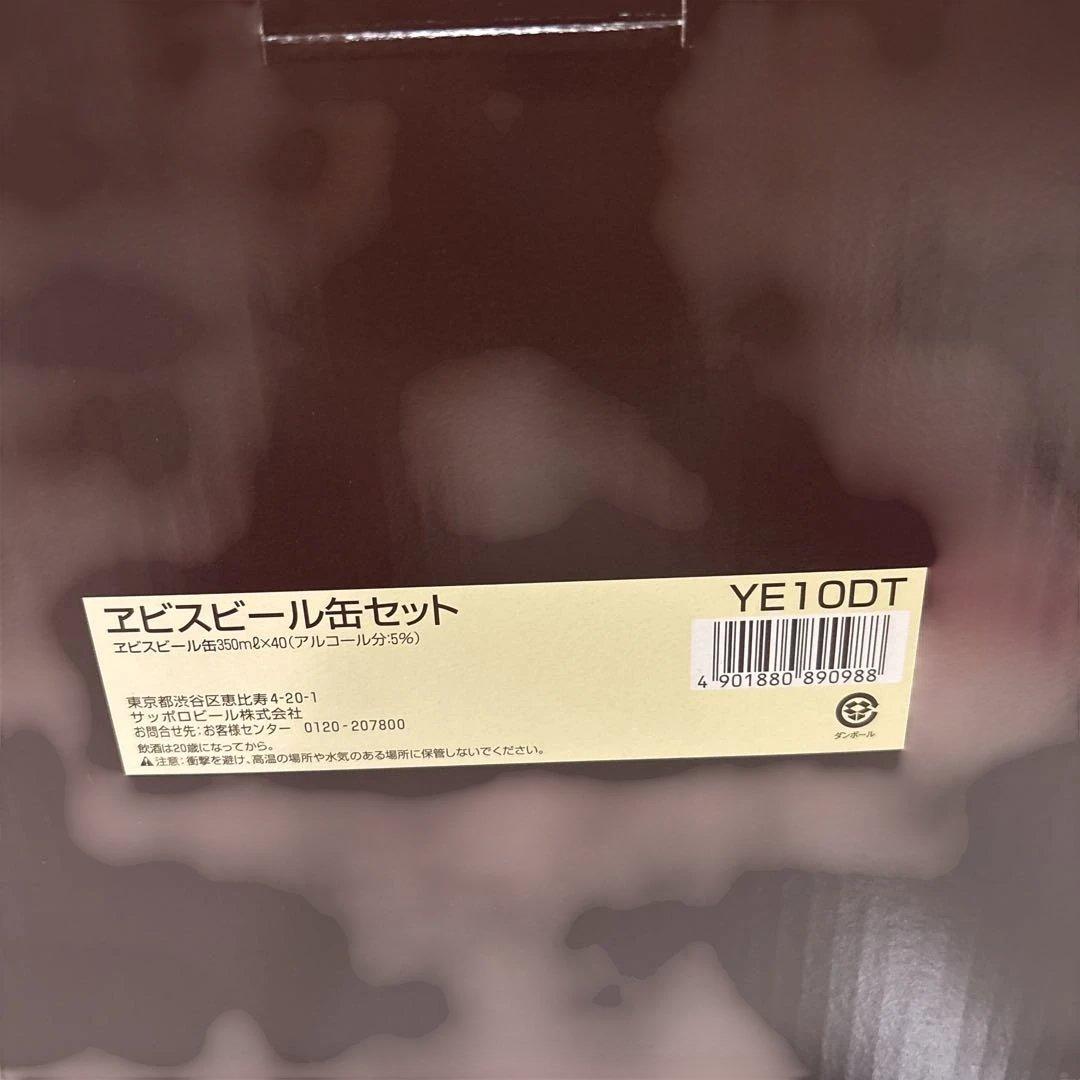 ヱビスビール缶セット
YE10DT
ヱビスビール缶350mℓ×40(アルコール分:5%)
4 901880 890988
東京都渋谷区恵比寿4-20-1
サッポロビール株式会社
お問合せ先:お客様センター 0120-207800
飲酒は20歳になってから。
注意:衝撃を避け、高温の場所や水気のある場所に保管しないでください。
ダンボール